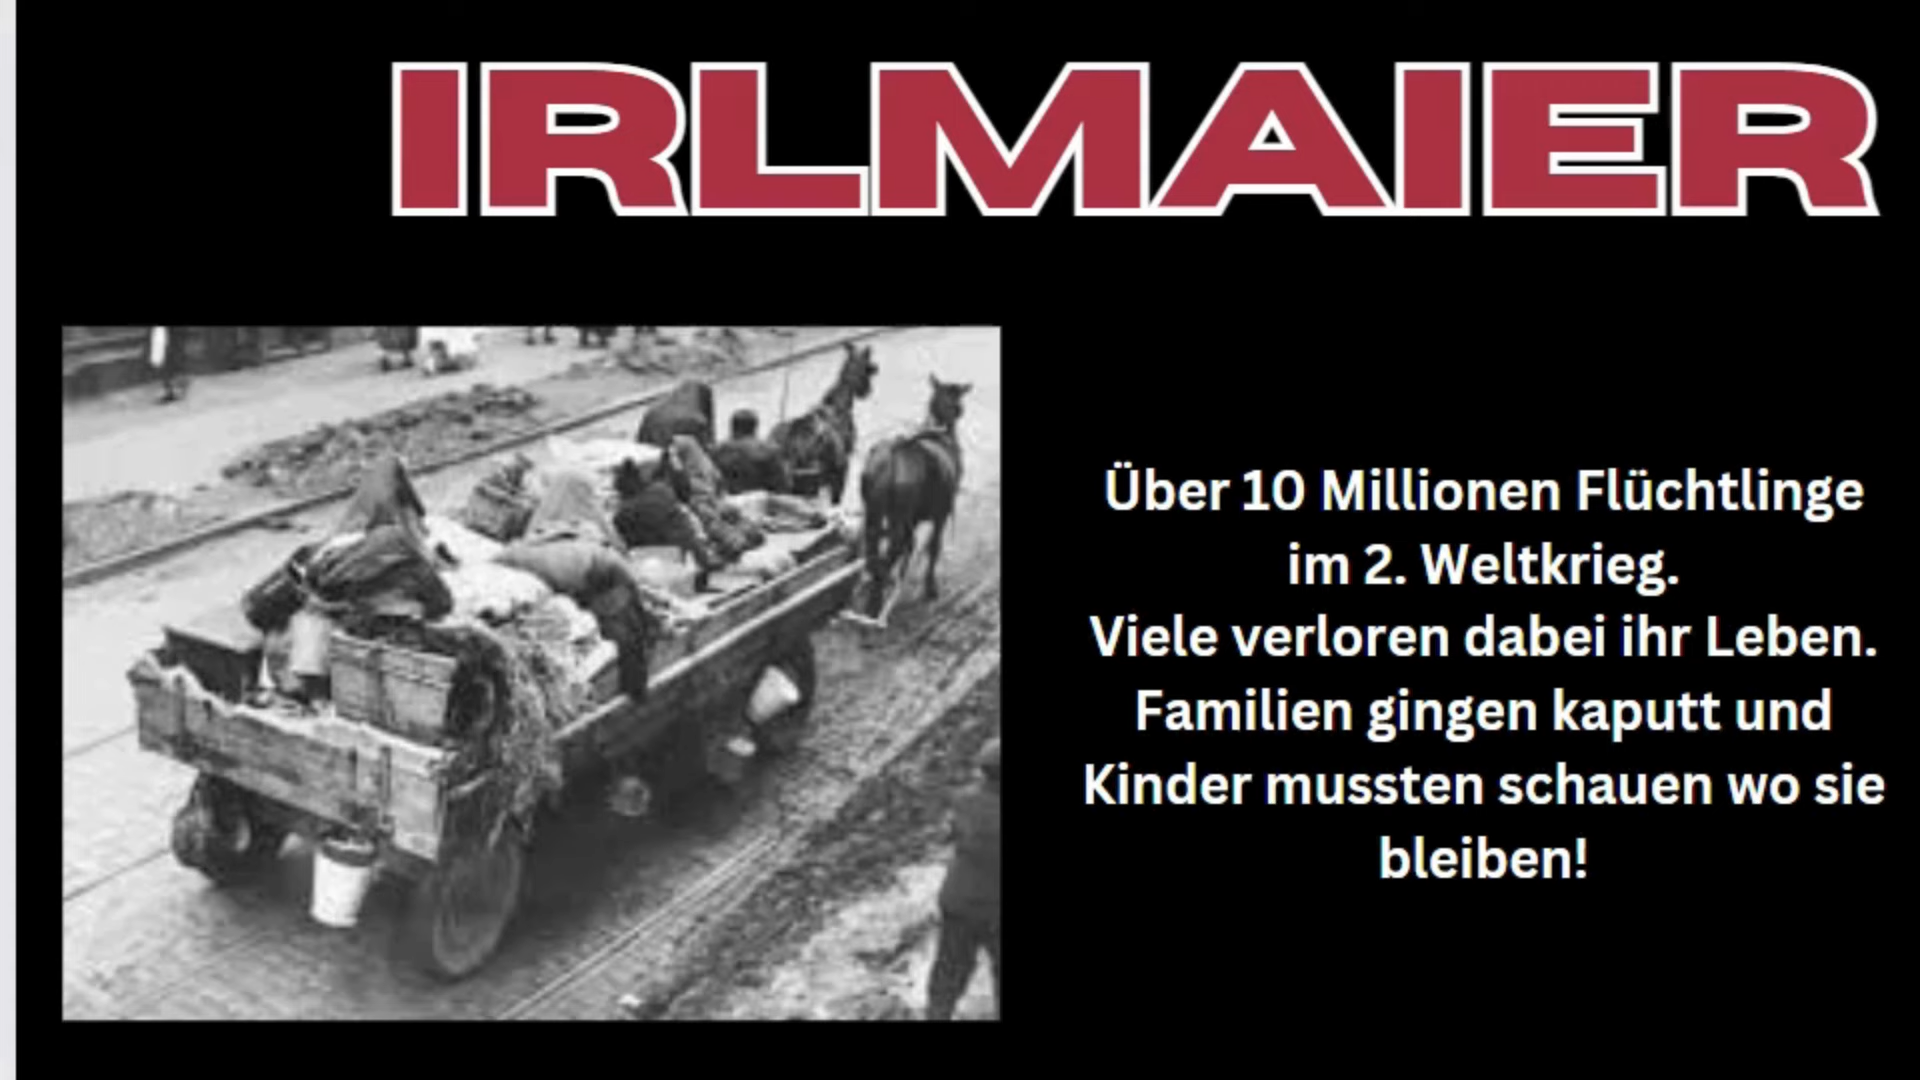 IRLMAIER
Über 10 Millionen Flüchtlinge
im 2. Weltkrieg.
Viele verloren dabei ihr Leben.
Familien gingen kaputt und
Kinder mussten schauen wo sie
bleiben!